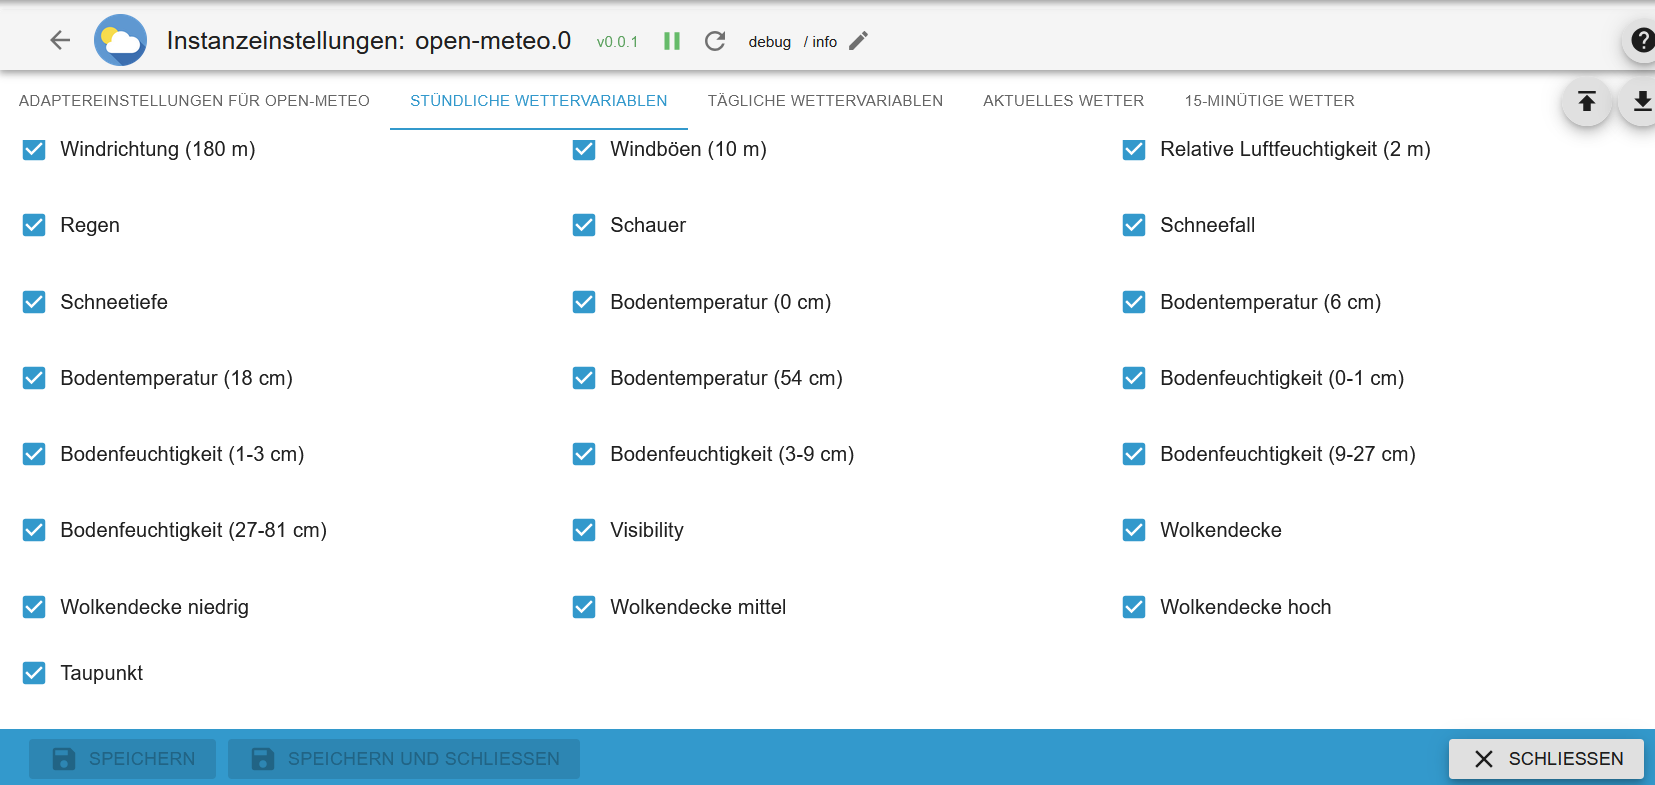 Instanzeinstellungen: open-meteo.0 v0.0.1 debug / info
ADAPTEREINSTELLUNGEN FÜR OPEN-METEO STÜNDLICHE WETTERVARIABLEN TÄGLICHE WETTERVARIABLEN AKTUELLES WETTER 15-MINÜTIGE WETTER
Windrichtung (180 m) Windböen (10 m) Relative Luftfeuchtigkeit (2 m)
Regen Schauer Schneefall
Schneetiefe Bodentemperatur (0 cm) Bodentemperatur (6 cm)
Bodentemperatur (18 cm) Bodentemperatur (54 cm) Bodenfeuchtigkeit (0-1 cm)
Bodenfeuchtigkeit (1-3 cm) Bodenfeuchtigkeit (3-9 cm) Bodenfeuchtigkeit (9-27 cm)
Bodenfeuchtigkeit (27-81 cm) Visibility Wolkendecke
Wolkendecke niedrig Wolkendecke mittel Wolkendecke hoch
Taupunkt
SPEICHERN SPEICHERN UND SCHLIESSEN SCHLIESSEN